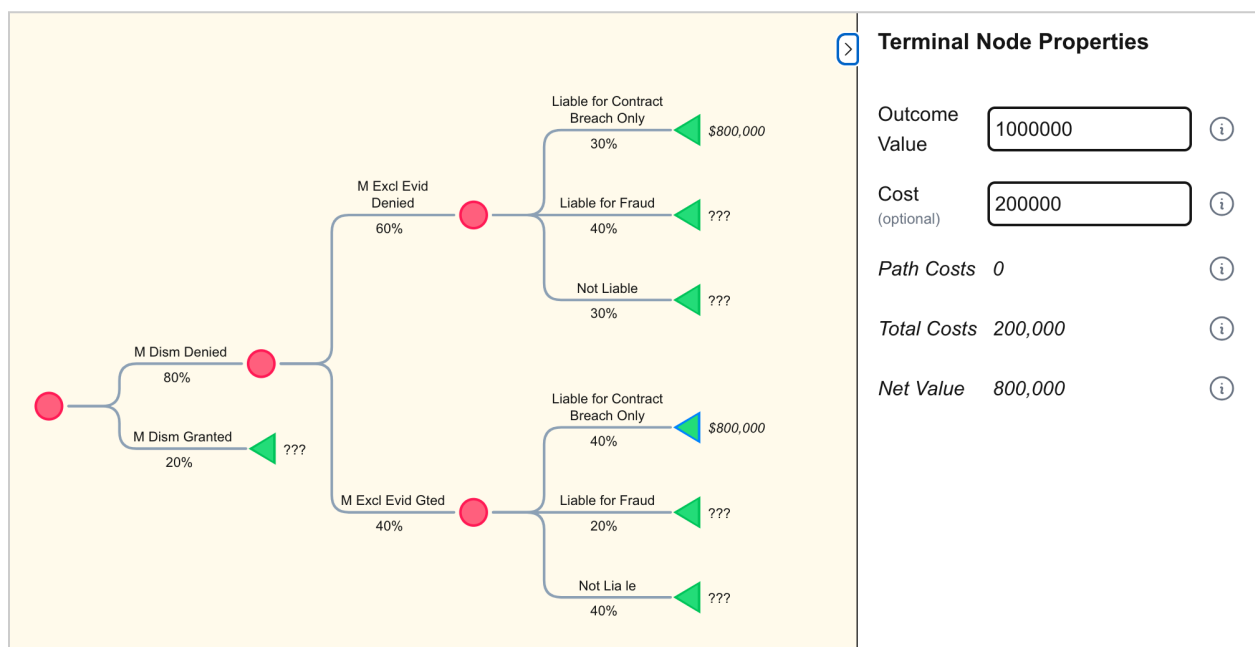 Terminal Node Properties
Outcome
Value
1000000
Cost
(optional)
200000
Path Costs 0
Total Costs 200,000
Net Value 800,000
Liable for Contract
Breach Only
30%
$800,000
M Excl Evid
Denied
60%
Liable for Fraud
40%
???
Not Liable
30%
???
M Dism Denied
80%
M Dism Granted
20%
???
Liable for Contract
Breach Only
40%
$800,000
M Excl Evid Gted
40%
Liable for Fraud
20%
???
Not Lia le
40%
???